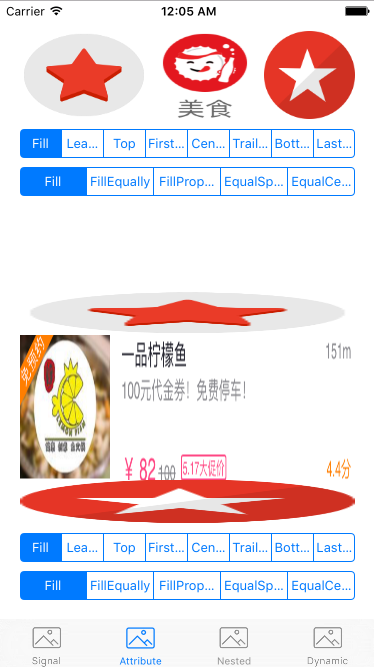 Carrier 12:05 AM
美食
Fill Lea... Top First... Cen... Trail... Bott... Last...
Fill FillEqually FillProp... EqualSp... EqualCe...
免预约
一品柠檬鱼 151m
100元代金券！免费停车！
LEMON FISH
¥ 82 100 5.17大促价 4.4分
Fill Lea... Top First... Cen... Trail... Bott... Last...
Fill FillEqually FillProp... EqualSp... EqualCe...
Signal Attribute Nested Dynamic